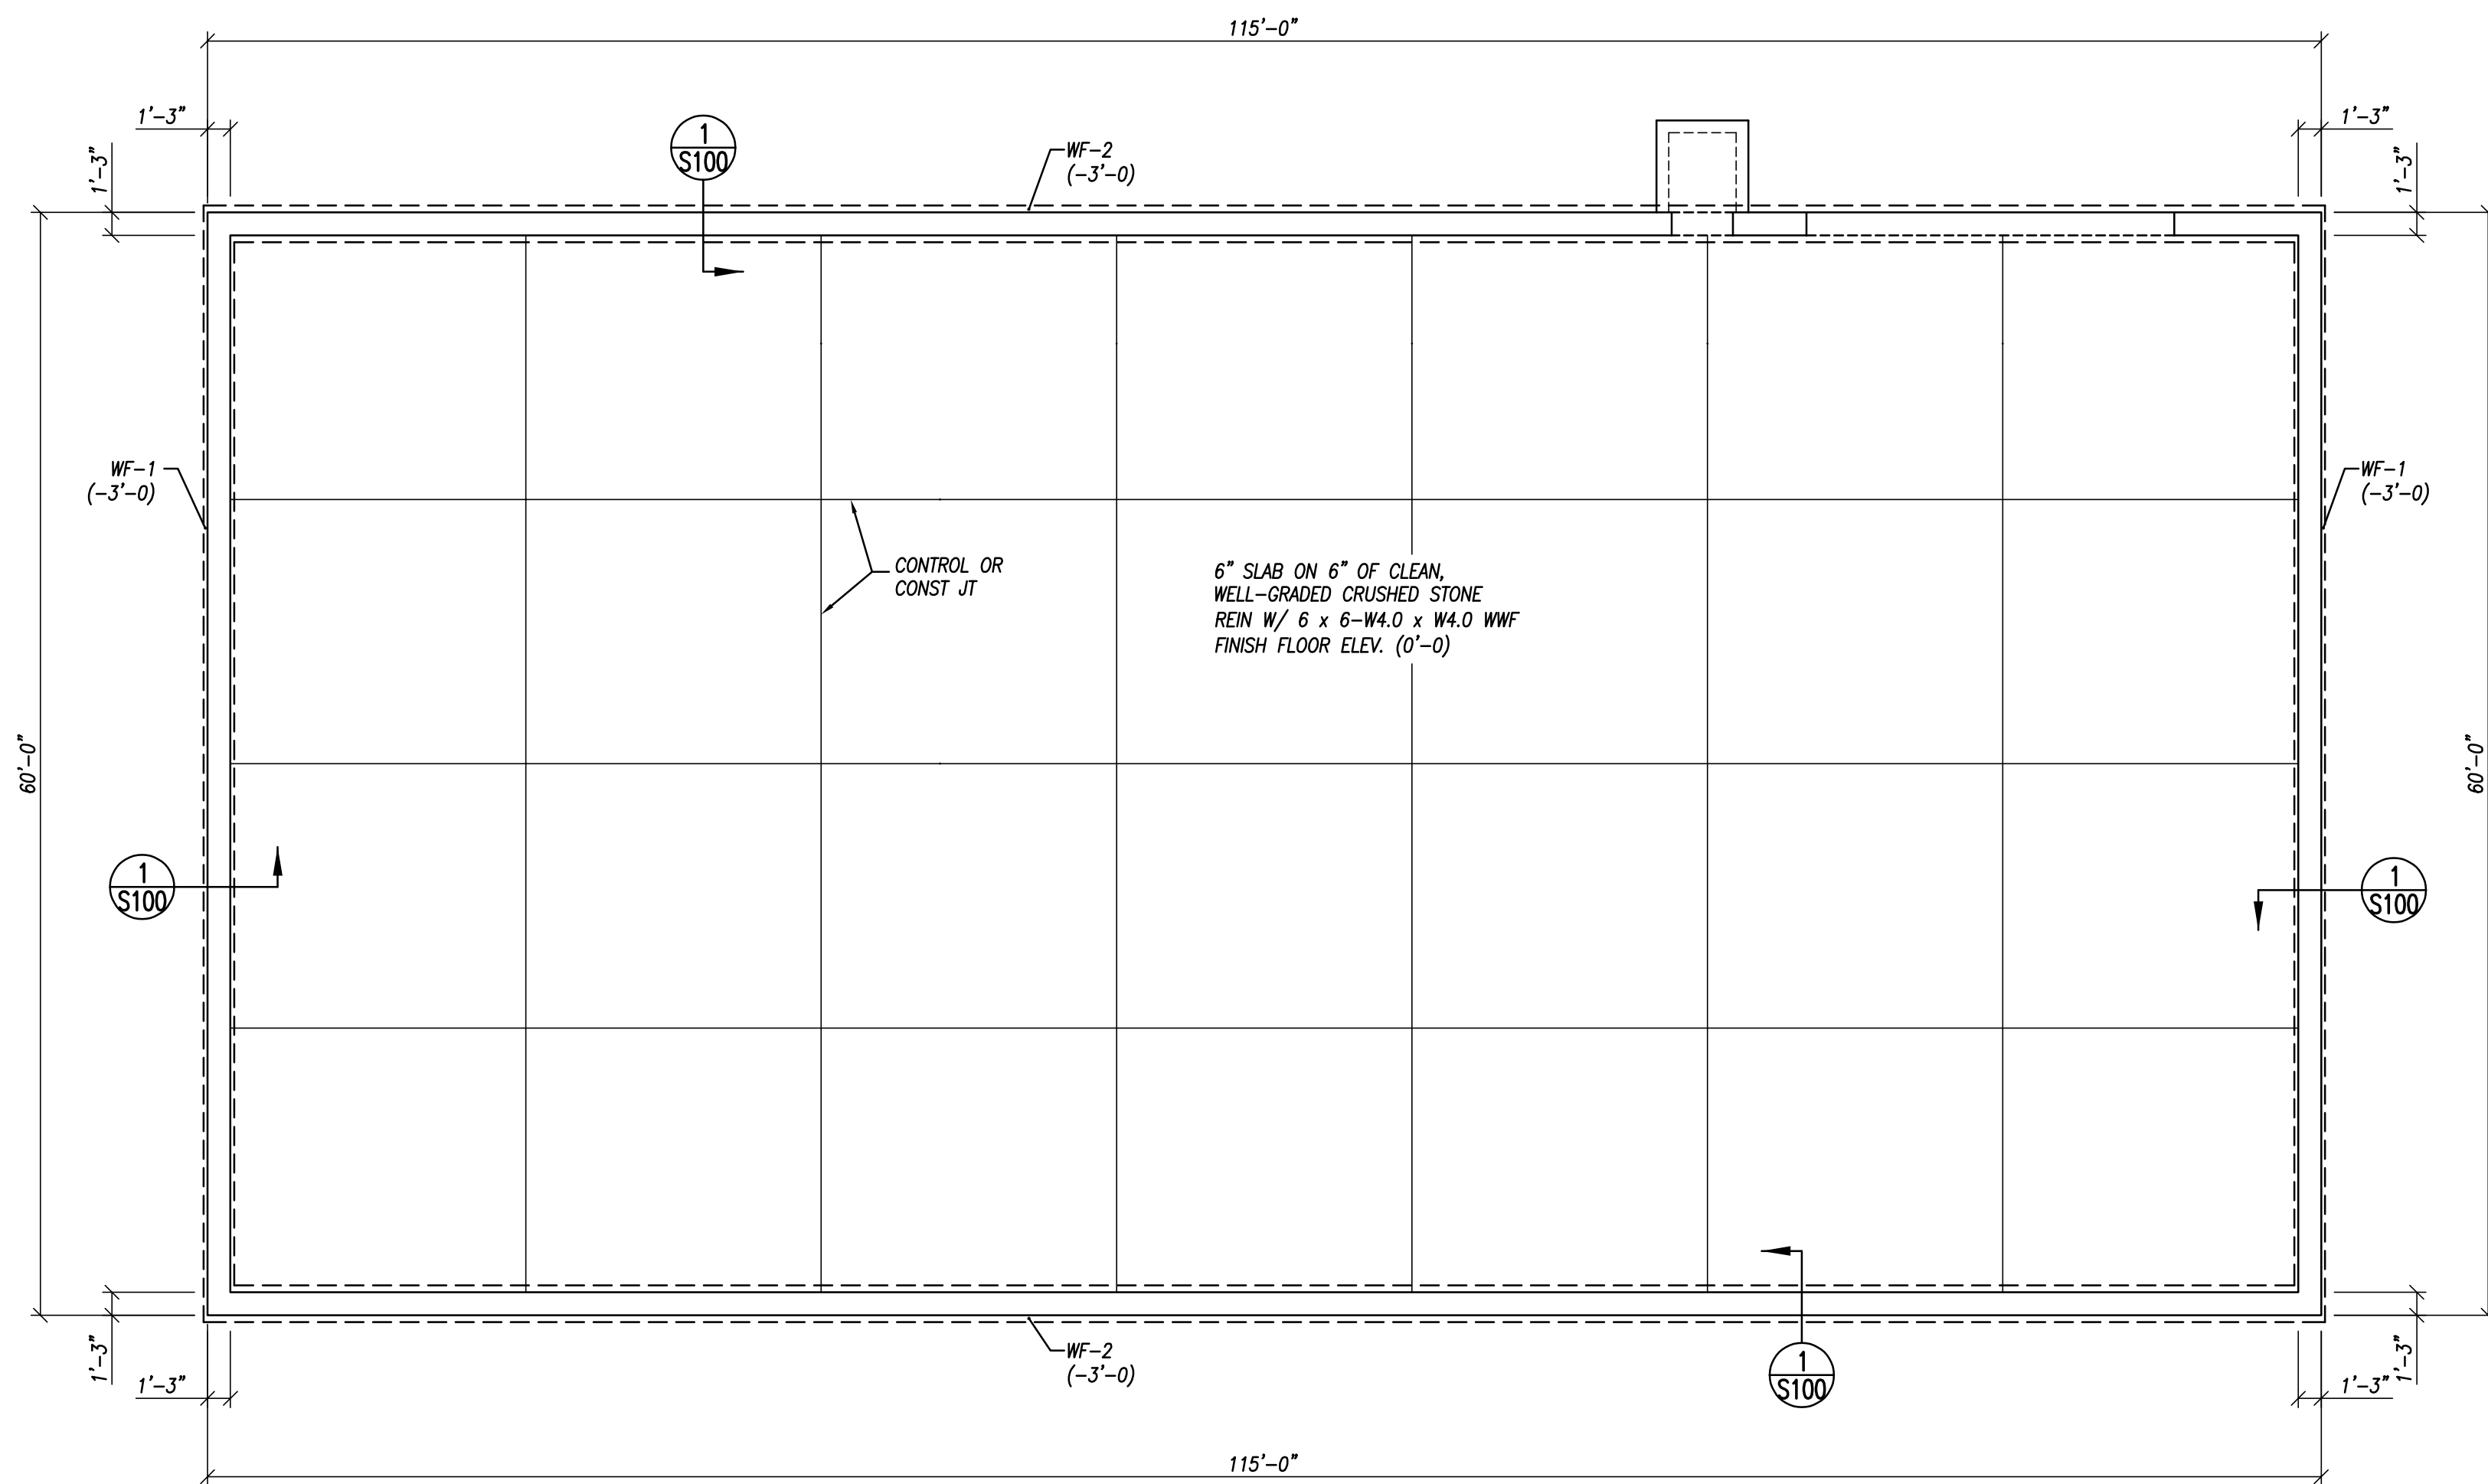 115'-0"
1'-3"
1'-3"
1
S100
WF-2
(-3'-0)
1'-3"
1'-3"
WF-1
(-3'-0)
WF-1
(-3'-0)
CONTROL OR
CONST JT
6" SLAB ON 6" OF CLEAN,
WELL-GRADED CRUSHED STONE
REIN W/ 6 x 6-W4.0 x W4.0 WWF
FINISH FLOOR ELEV. (0'-0)
60'-0"
60'-0"
1
S100
1
S100
1'-3"
1'-3"
WF-2
(-3'-0)
1
S100
1'-3"
1'-3"
115'-0"